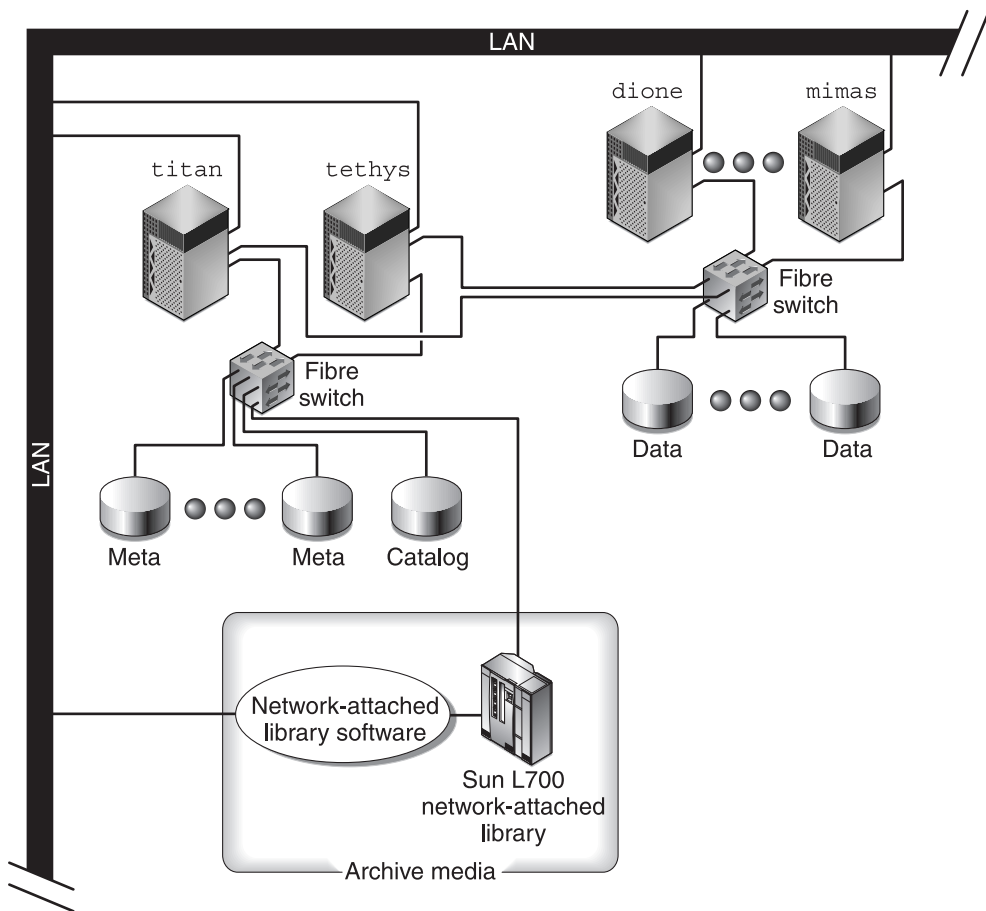 LAN
dione
mimas
titan
tethys
Fibre
switch
Fibre
switch
Data
Data
LAN
Meta
Meta
Catalog
Network-attached
library software
Sun L700
network-attached
library
Archive media